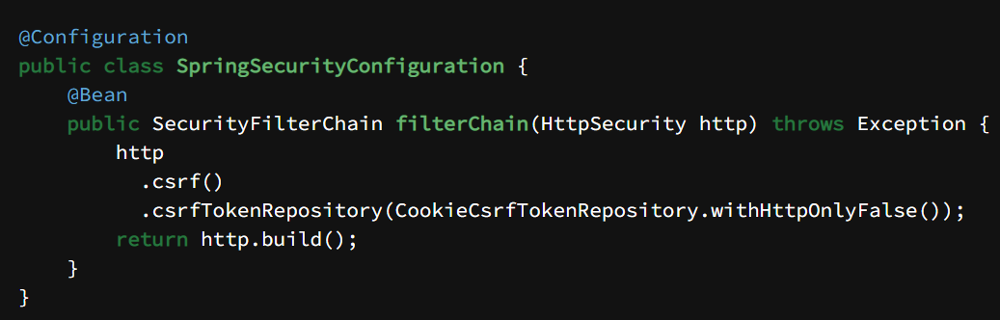 @Configuration
public class SpringSecurityConfiguration {
    @Bean
    public SecurityFilterChain filterChain(HttpSecurity http) throws Exception {
        http
          .csrf()
          .csrfTokenRepository(CookieCsrfTokenRepository.withHttpOnlyFalse());
        return http.build();
    }
}